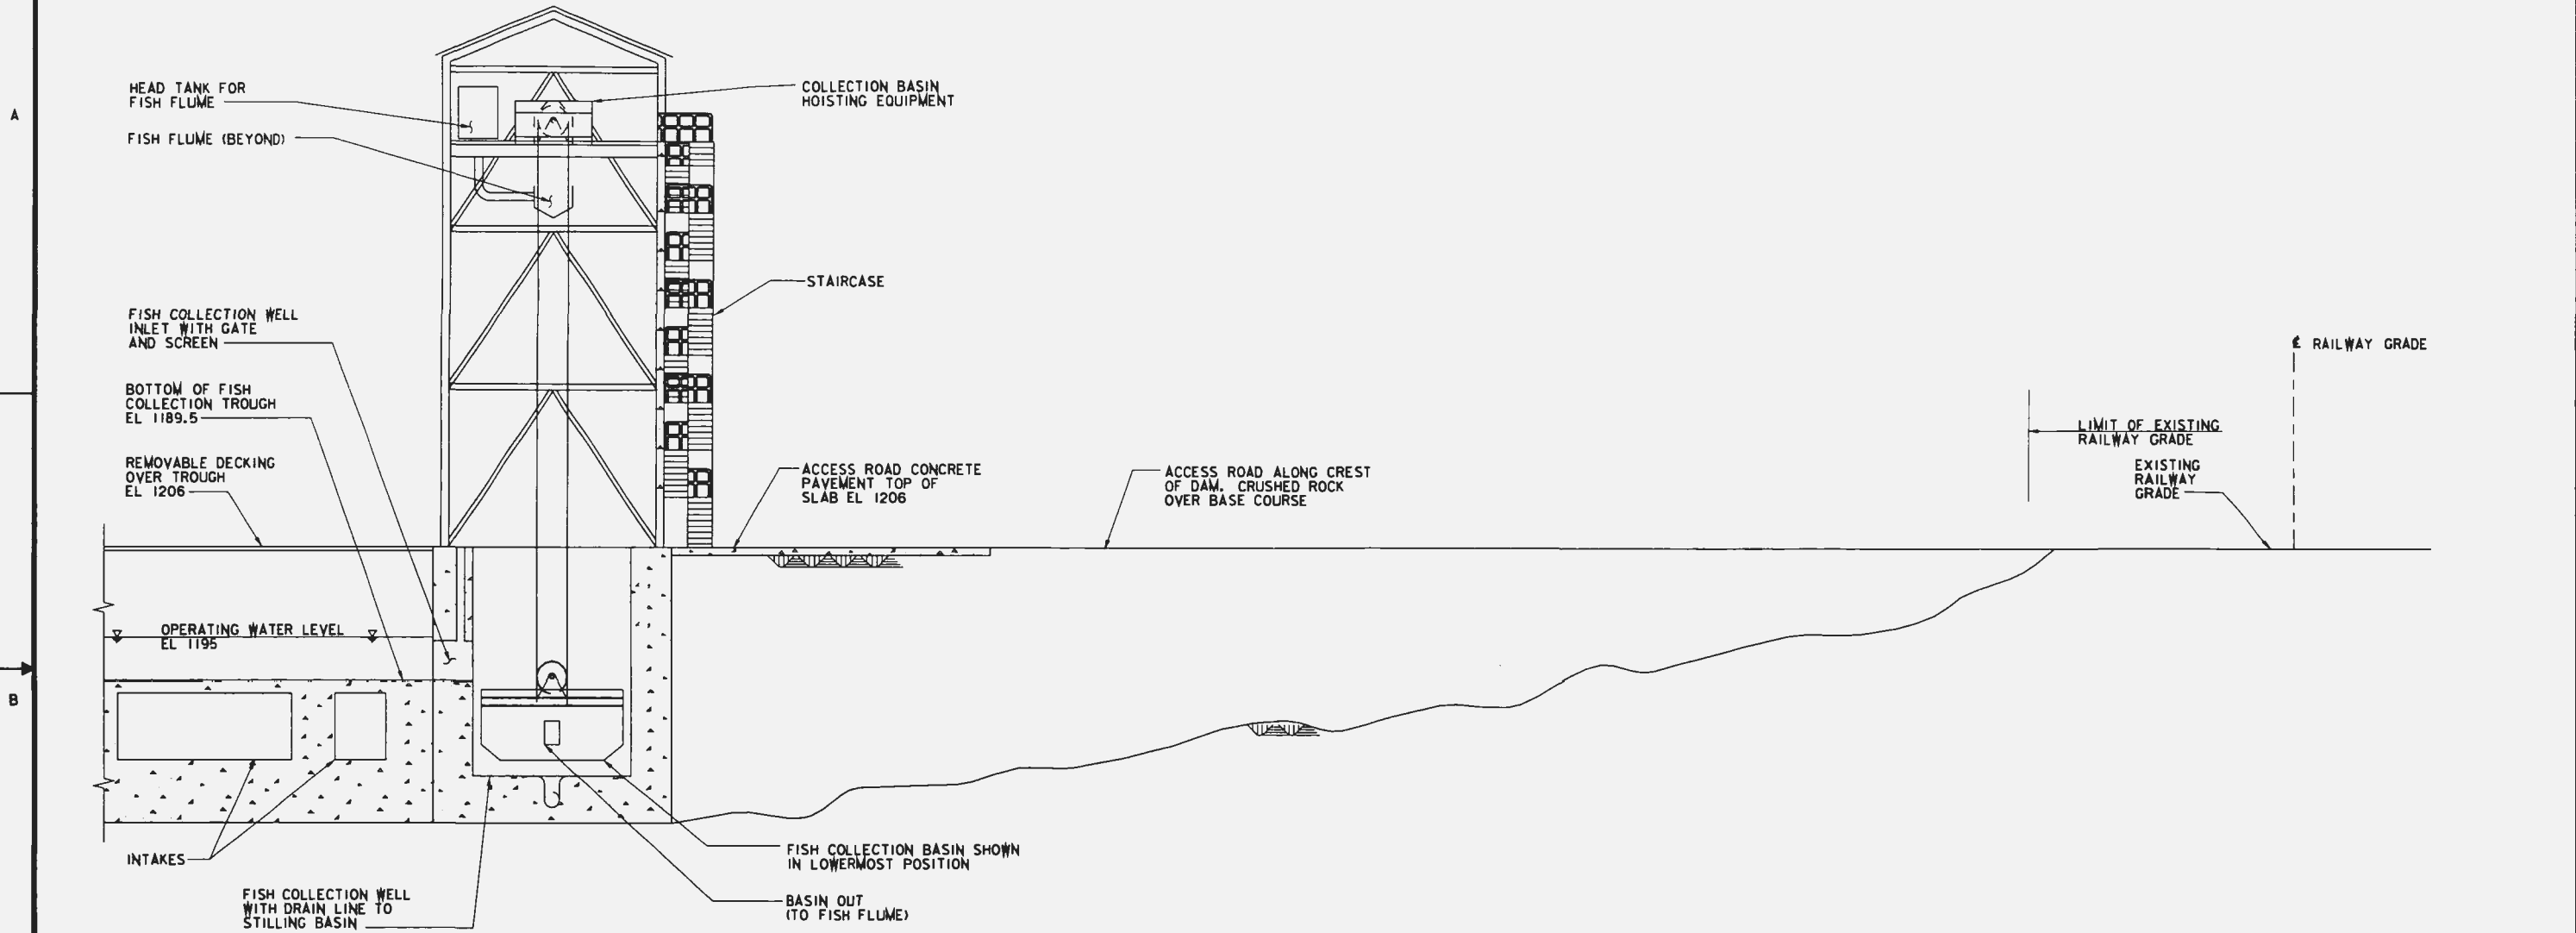 A
HEAD TANK FOR
FISH FLUME
COLLECTION BASIN
HOISTING EQUIPMENT
FISH FLUME (BEYOND)
STAIRCASE
FISH COLLECTION WELL
INLET WITH GATE
AND SCREEN
℄ RAILWAY GRADE
BOTTOM OF FISH
COLLECTION TROUGH
EL 1189.5
LIMIT OF EXISTING
RAILWAY GRADE
REMOVABLE DECKING
OVER TROUGH
EL 1206
ACCESS ROAD CONCRETE
PAVEMENT TOP OF
SLAB EL 1206
ACCESS ROAD ALONG CREST
OF DAM. CRUSHED ROCK
OVER BASE COURSE
EXISTING
RAILWAY
GRADE
OPERATING WATER LEVEL
EL 1195
B
INTAKES
FISH COLLECTION BASIN SHOWN
IN LOWERMOST POSITION
FISH COLLECTION WELL
WITH DRAIN LINE TO
STILLING BASIN
BASIN OUT
(TO FISH FLUME)